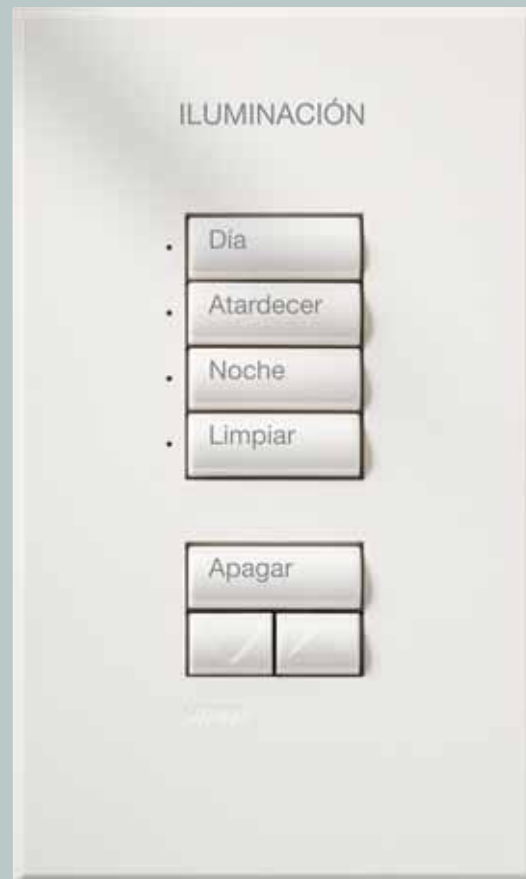 ILUMINACIÓN
Día
Atardecer
Noche
Limpiar
Apagar